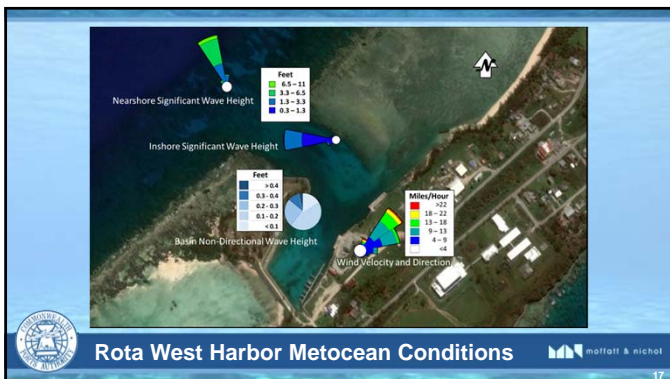 N
Feet
6.5 – 11
3.3 – 6.5
1.3 – 3.3
0.3 – 1.3
Nearshore Significant Wave Height
Inshore Significant Wave Height
Feet
> 0.4
0.3 - 0.4
0.2 - 0.3
0.1 - 0.2
< 0.1
Basin Non-Directional Wave Height
Miles/Hour
>22
18 – 22
13 – 18
9 – 13
4 – 9
<4
Wind Velocity and Direction
COMMONWEALTH
PORTS AUTHORITY
Rota West Harbor Metocean Conditions
moffatt & nichol
17